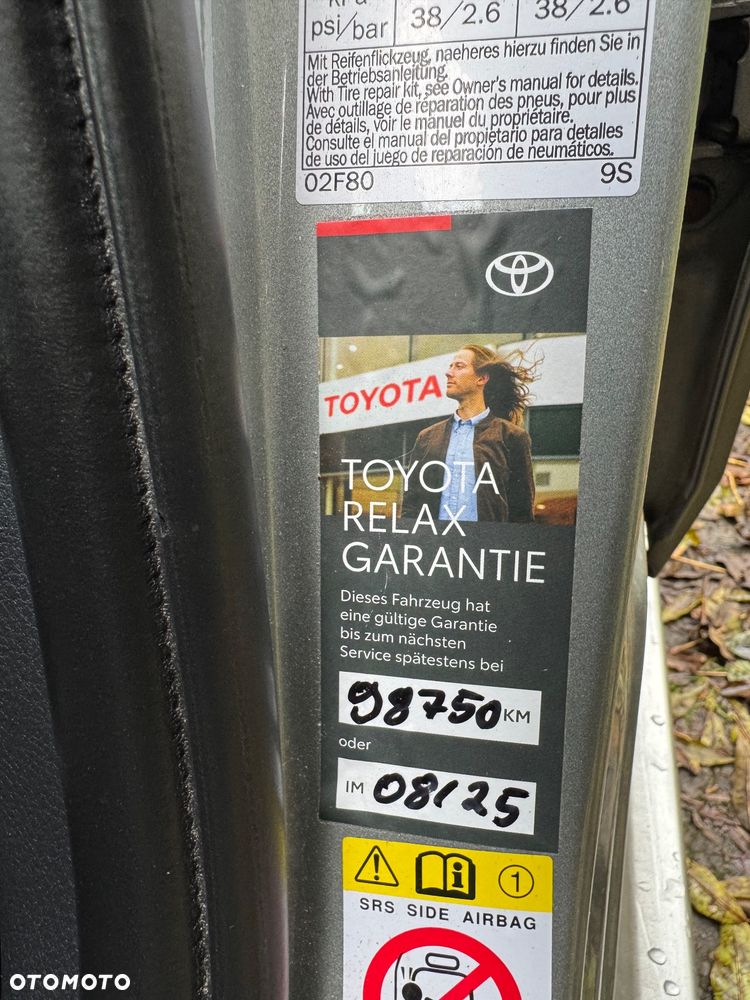 psi/bar 38/2.6 38/2.6
Mit Reifenflickzeug, naeheres hierzu finden Sie in
der Betriebsanleitung.
With Tire repair kit, see Owner's manual for details.
Avec outillage de réparation des pneus, pour plus
de détails, voir le manuel du propriétaire.
Consulte el manual del propietario para detalles
de uso del juego de reparación de neumáticos.
02F80 9S
TOYOTA
TOYOTA
RELAX
GARANTIE
Dieses Fahrzeug hat
eine gültige Garantie
bis zum nächsten
Service spätestens bei
98750 KM
oder
IM 08/25
1
SRS SIDE AIRBAG
OTOMOTO